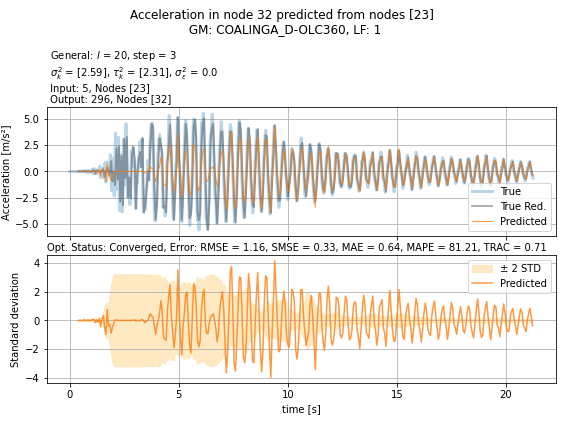 Acceleration in node 32 predicted from nodes [23]
GM: COALINGA_D-OLC360, LF: 1
General: l = 20, step = 3
σ²ₖ = [2.59], τ²ₖ = [2.31], σ²ε = 0.0
Input: 5, Nodes [23]
Output: 296, Nodes [32]
5.0
2.5
0.0
−2.5
−5.0
Acceleration [m/s²]
True
True Red.
Predicted
Opt. Status: Converged, Error: RMSE = 1.16, SMSE = 0.33, MAE = 0.64, MAPE = 81.21, TRAC = 0.71
4
2
0
−2
−4
Standard deviation
± 2 STD
Predicted
0 5 10 15 20
time [s]